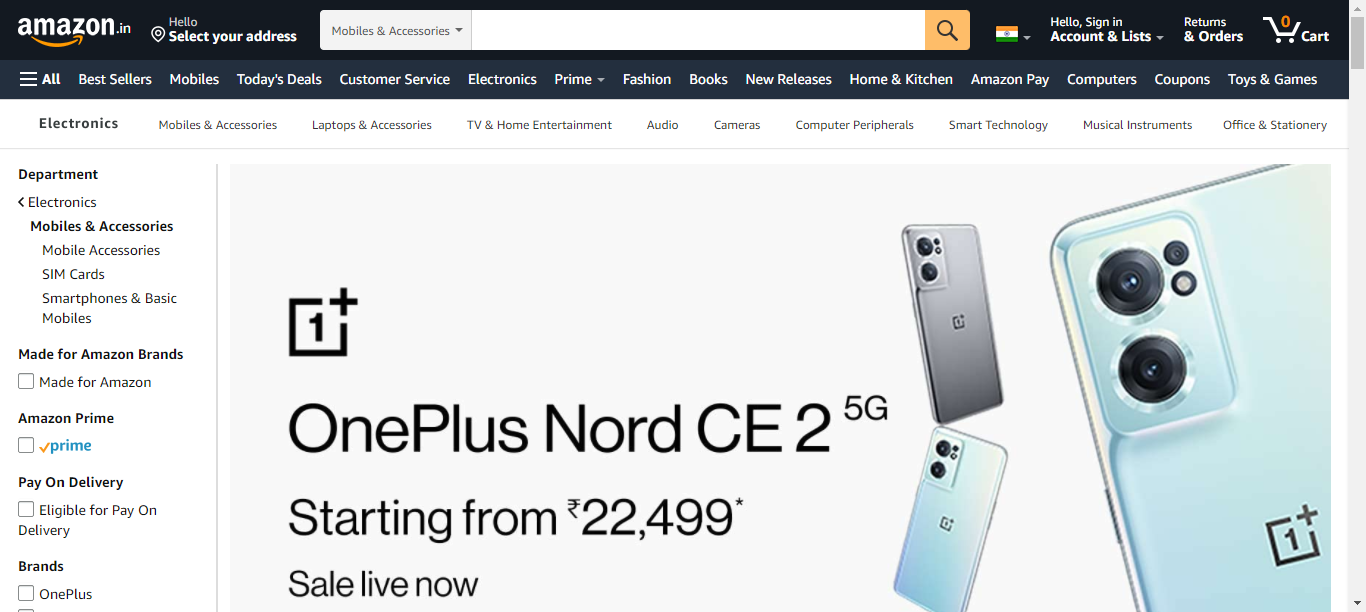 amazon.in
Hello
Select your address
Mobiles & Accessories
Hello, Sign in
Account & Lists
Returns
& Orders
0
Cart
All Best Sellers Mobiles Today's Deals Customer Service Electronics Prime Fashion Books New Releases Home & Kitchen Amazon Pay Computers Coupons Toys & Games
Electronics Mobiles & Accessories Laptops & Accessories TV & Home Entertainment Audio Cameras Computer Peripherals Smart Technology Musical Instruments Office & Stationery
Department
Electronics
Mobiles & Accessories
Mobile Accessories
SIM Cards
Smartphones & Basic
Mobiles
Made for Amazon Brands
Made for Amazon
Amazon Prime
prime
Pay On Delivery
Eligible for Pay On
Delivery
Brands
OnePlus
1
OnePlus Nord CE 2 5G
Starting from ₹22,499*
Sale live now
1